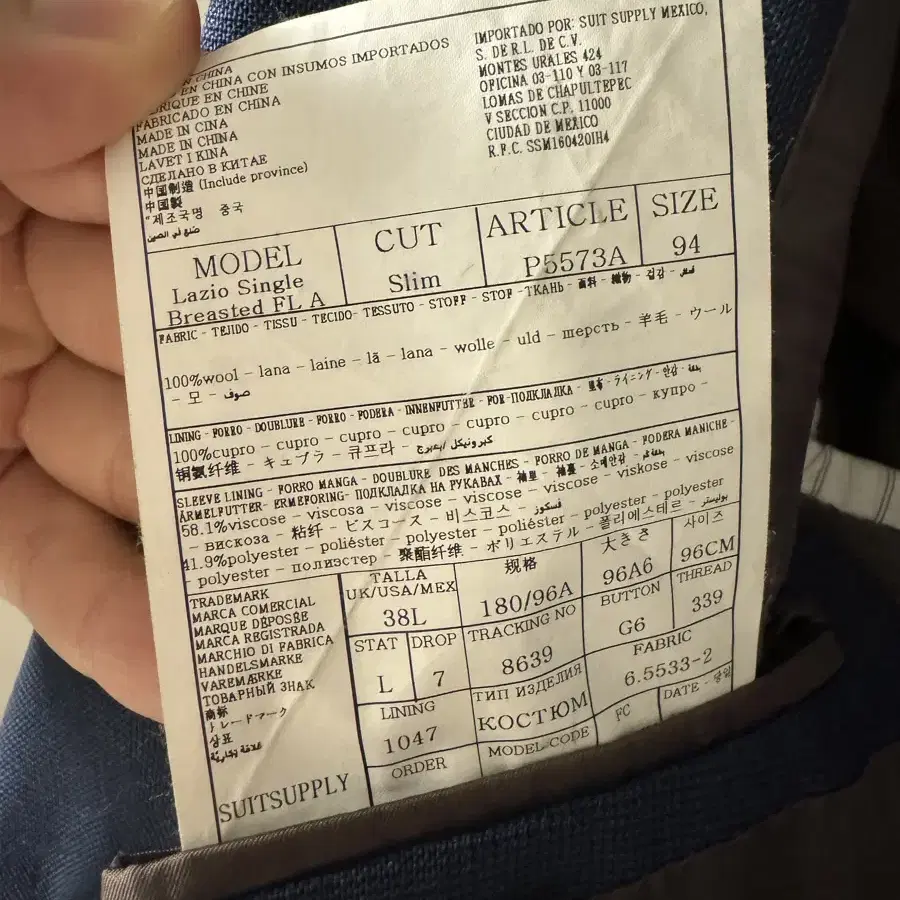 N CHINA
EN CHINA CON INSUMOS IMPORTADOS
BRIQUE EN CHINE
FABRICADO EN CHINA
MADE IN CINA
MADE IN CHINA
LAVET I KINA
СДЕЛАНО В КИТАЕ
中国制造 (Include province)
中國製
"제조국명 중국
صنع في الصين
IMPORTADO POR: SUIT SUPPLY MEXICO,
S. DE R.L. DE C.V.
MONTES URALES 424
OFICINA 03-110 Y 03-117
LOMAS DE CHAPULTEPEC
V SECCION C.P. 11000
CIUDAD DE MEXICO
R.F.C. SSM160420IH4
MODEL
Lazio Single
Breasted FL A
CUT
Slim
ARTICLE
P5573A
SIZE
94
FABRIC - TEJIDO - TISSU - TECIDO- TESSUTO - STOFF - STOF -ТКАНЬ - 面料 - 織物 - 겉감 -
100%wool - lana - laine - lã - lana - wolle - uld - шерсть - 羊毛 - ウール
- 모 - صوف
LINING - FORRO - DOUBLURE - FORRO - FODERA - INNENFUTTER - FOR-ПОДКЛАДКА - 里布 - ライニング - 안감 -
100%cupro - cupro - cupro - cupro - cupro - cupro - cupro - купро -
铜氨纤维 - キュプラ - 큐프라 -
SLEEVE LINING - FORRO MANGA - DOUBLURE DES MANCHES - FORRO DE MANGA - FODERA MANICHE -
ÄRMELFUTTER- ERMEFORING- ПОДКЛАДКА НА РУКАВАХ - 袖里 - 袖裏 - 소매안감 -
58.1%viscose - viscosa - viscose - viscose - viscosa - viskose - viscose
- вискоза - 粘纤 - ビスコース - 비스코스 - فسكوز
41.9%polyester - poliéster - polyester - poliéster - polyester - polyester
- polyester - полиэстер - 聚酯纤维 - ポリエステル - 폴리에스테르 - بوليستر
TRADEMARK
MARCA COMERCIAL
MARQUE DÉPOSÉE
MARCA REGISTRADA
MARCHIO DI FABRICA
HANDELSMARKE
VAREMÆRKE
ТОВАРНЫЙ ЗНАК
商标
トレードマーク
상표
علامة تجارية
SUITSUPPLY
TALLA
UK/USA/MEX
38L
规格
180/96A
大きさ
96A6
사이즈
96CM
STAT
L
DROP
7
TRACKING NO
8639
BUTTON
G6
THREAD
339
LINING
1047
ТИП ИЗДЕЛИЯ
КОСТЮМ
FABRIC
6.5533-2
ORDER
MODEL CODE
FC
DATE -